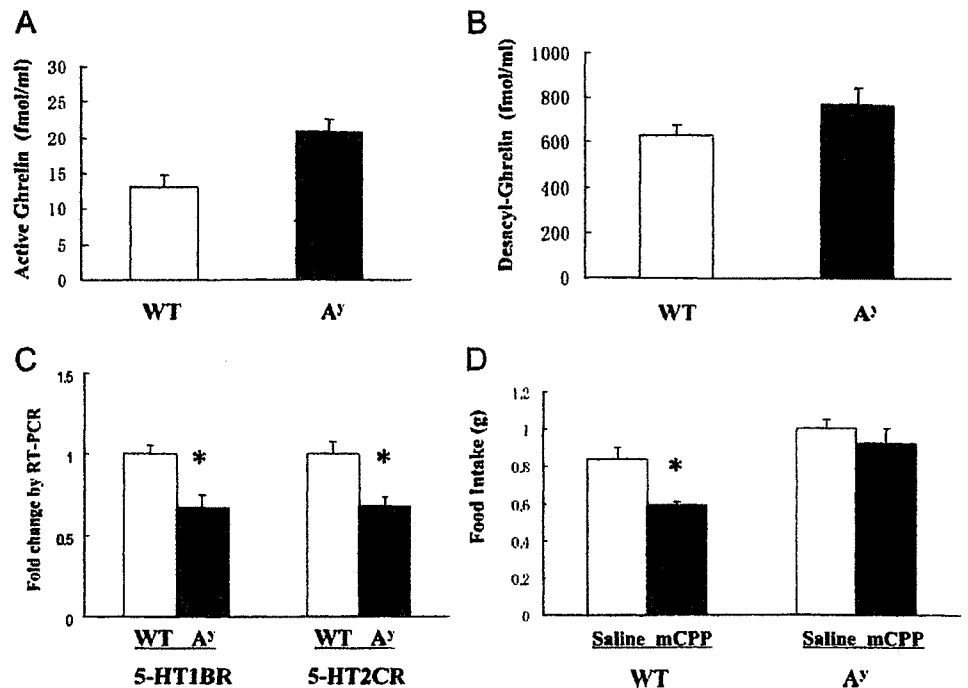 A
Active Ghrelin (fmol/ml)
30
25
20
15
10
5
0
WT
Aʸ
B
Desacyl-Ghrelin (fmol/ml)
1000
800
600
400
200
0
WT
Aʸ
C
Fold change by RT-PCR
1.5
1
0.5
0
*
*
WT Aʸ
WT Aʸ
5-HT1BR
5-HT2CR
D
Food Intake (g)
1.2
1
0.8
0.6
0.4
0.2
0
*
Saline mCPP
Saline mCPP
WT
Aʸ